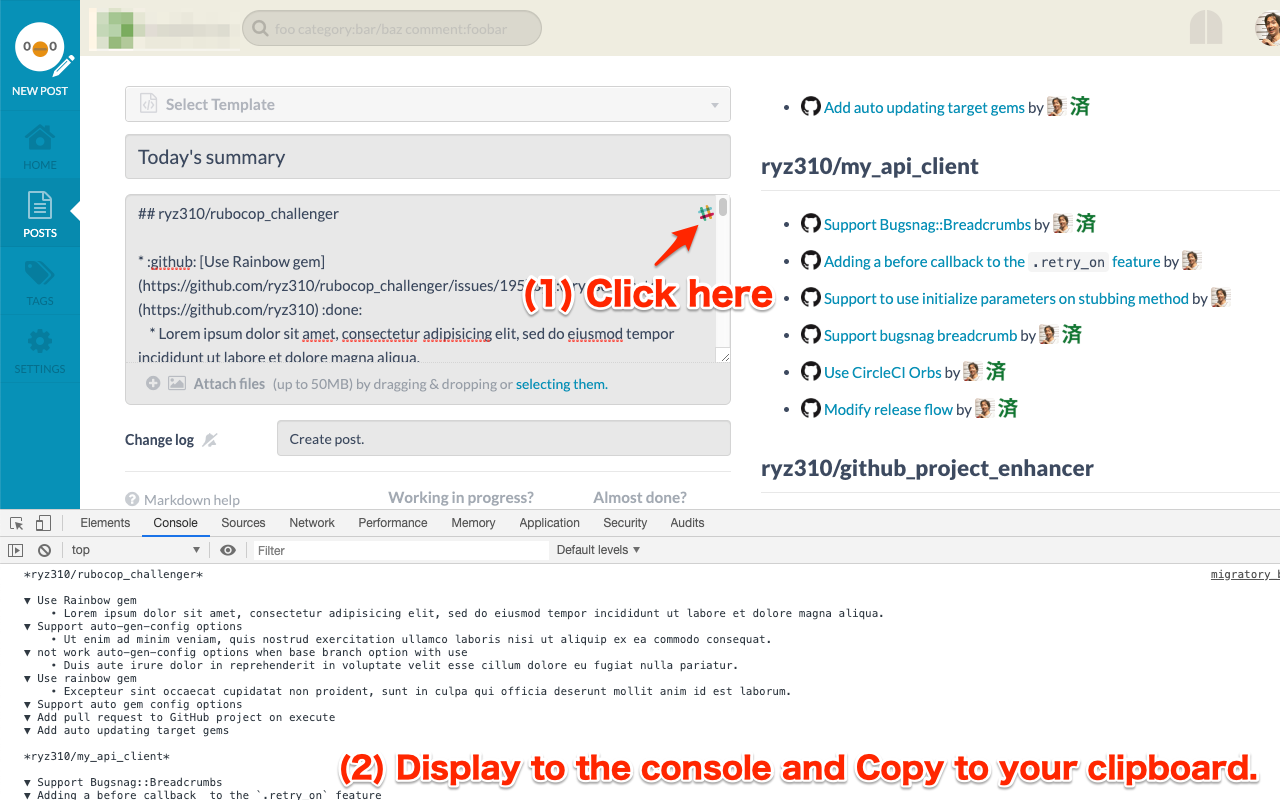 NEW POST
HOME
POSTS
TAGS
SETTINGS
foo category:bar/baz comment:foobar
Select Template
Today's summary
## ryz310/rubocop_challenger
* :github: [Use Rainbow gem]
(https://github.com/ryz310/rubocop_challenger/issues/195
(https://github.com/ryz310) :done:
* Lorem ipsum dolor sit amet, consectetur adipisicing elit, sed do eiusmod tempor
incididunt ut labore et dolore magna aliqua.
(1) Click here
Attach files (up to 50MB) by dragging & dropping or selecting them.
Change log
Create post.
Markdown help
Working in progress?
Almost done?
• Add auto updating target gems by 済
ryz310/my_api_client
• Support Bugsnag::Breadcrumbs by 済
• Adding a before callback to the .retry_on feature by
• Support to use initialize parameters on stubbing method by
• Support bugsnag breadcrumb by 済
• Use CircleCI Orbs by 済
• Modify release flow by 済
ryz310/github_project_enhancer
Elements Console Sources Network Performance Memory Application Security Audits
top ▼ Filter Default levels ▼
*ryz310/rubocop_challenger* migratory
▼ Use Rainbow gem
• Lorem ipsum dolor sit amet, consectetur adipisicing elit, sed do eiusmod tempor incididunt ut labore et dolore magna aliqua.
▼ Support auto-gen-config options
• Ut enim ad minim veniam, quis nostrud exercitation ullamco laboris nisi ut aliquip ex ea commodo consequat.
▼ not work auto-gen-config options when base branch option with use
• Duis aute irure dolor in reprehenderit in voluptate velit esse cillum dolore eu fugiat nulla pariatur.
▼ Use rainbow gem
• Excepteur sint occaecat cupidatat non proident, sunt in culpa qui officia deserunt mollit anim id est laborum.
▼ Support auto gem config options
▼ Add pull request to GitHub project on execute
▼ Add auto updating target gems
*ryz310/my_api_client*
(2) Display to the console and Copy to your clipboard.
▼ Support Bugsnag::Breadcrumbs
▼ Adding a before callback to the `.retry_on` feature